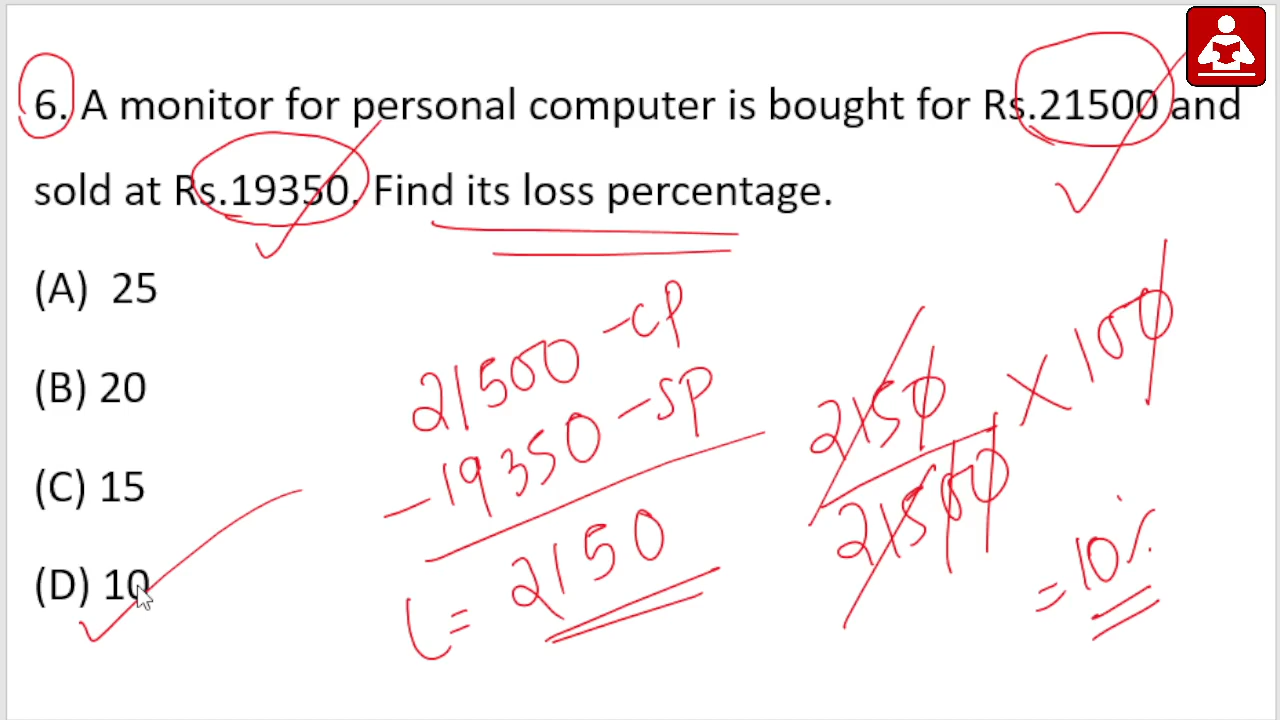 6. A monitor for personal computer is bought for Rs.21500 and
sold at Rs.19350. Find its loss percentage.
(A) 25
(B) 20
(C) 15
(D) 10
21500 - CP
- 19350 - SP
L = 2150
2150
21500
× 100
= 10%